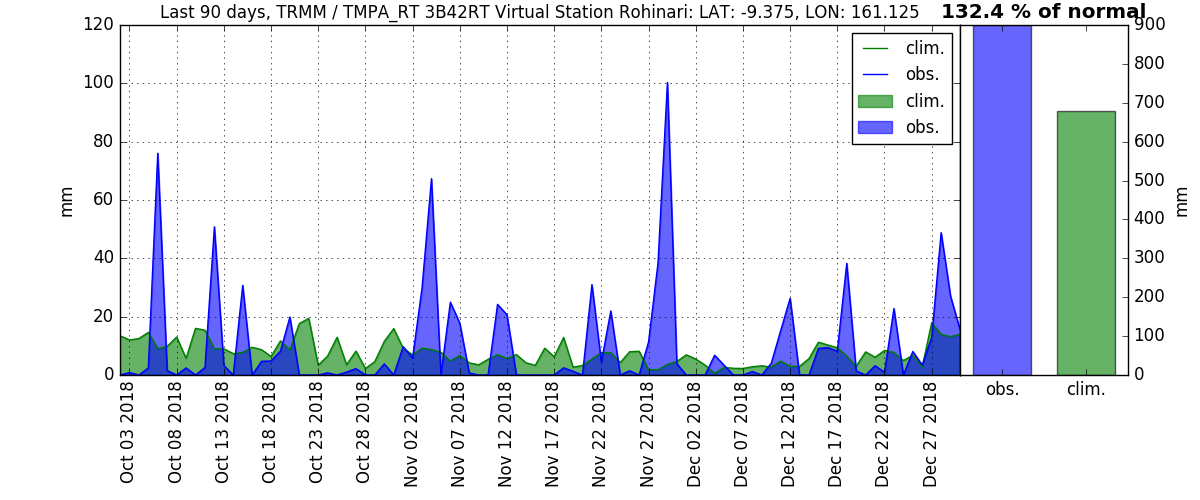 Last 90 days, TRMM / TMPA_RT 3B42RT Virtual Station Rohinari: LAT: -9.375, LON: 161.125
132.4 % of normal
mm
120
100
80
60
40
20
0
clim.
obs.
clim.
obs.
900
800
700
600
500
400
300
200
100
0
mm
Oct 03 2018
Oct 08 2018
Oct 13 2018
Oct 18 2018
Oct 23 2018
Oct 28 2018
Nov 02 2018
Nov 07 2018
Nov 12 2018
Nov 17 2018
Nov 22 2018
Nov 27 2018
Dec 02 2018
Dec 07 2018
Dec 12 2018
Dec 17 2018
Dec 22 2018
Dec 27 2018
obs.
clim.